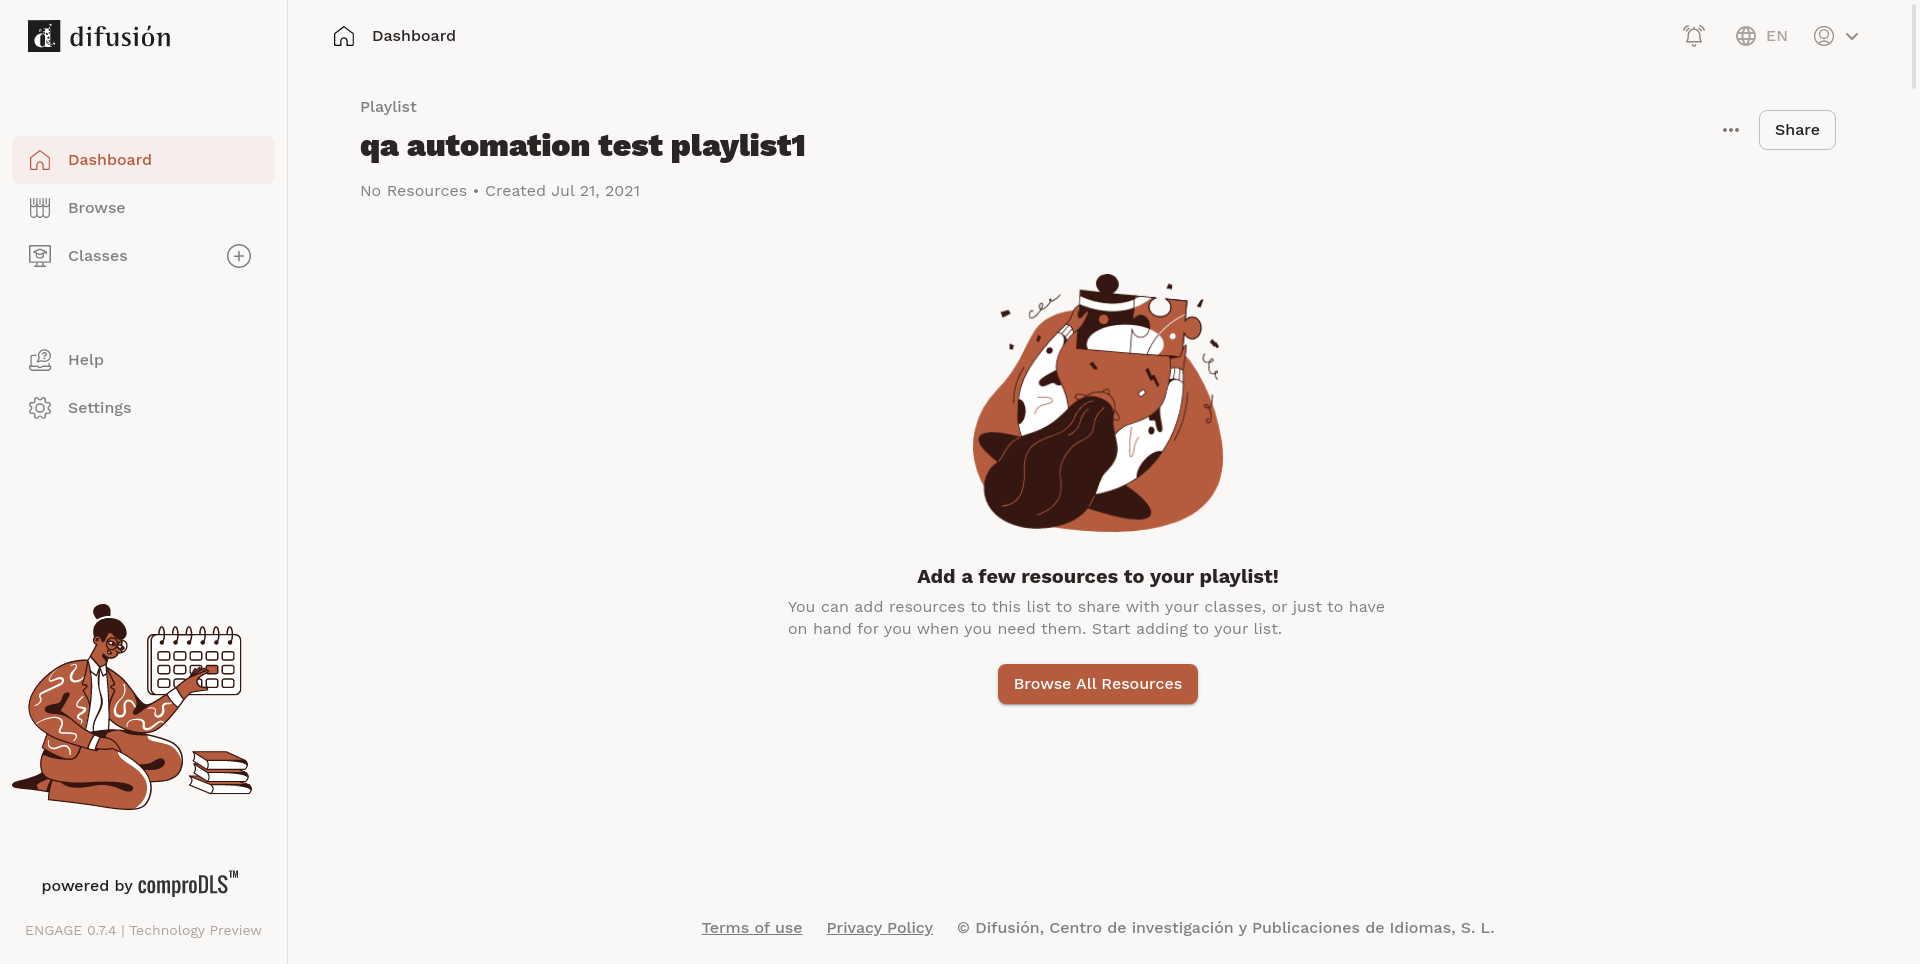 difusión
Dashboard
EN
Dashboard
Browse
Classes
Help
Settings
powered by comproDLS™
ENGAGE 0.7.4 | Technology Preview
Playlist
qa automation test playlist1
No Resources • Created Jul 21, 2021
Share
Add a few resources to your playlist!
You can add resources to this list to share with your classes, or just to have
on hand for you when you need them. Start adding to your list.
Browse All Resources
Terms of use Privacy Policy © Difusión, Centro de investigación y Publicaciones de Idiomas, S. L.